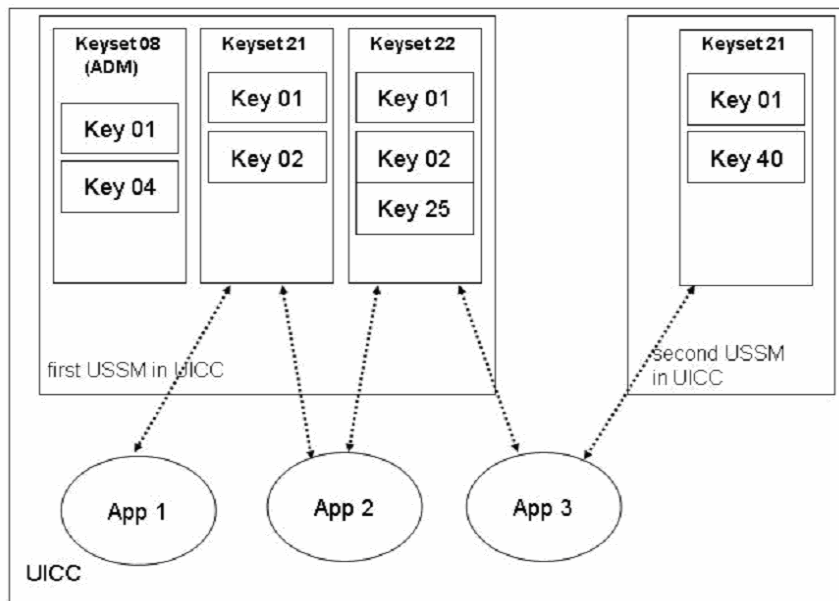 Keyset 08
(ADM)
Key 01
Key 04
Keyset 21
Key 01
Key 02
Keyset 22
Key 01
Key 02
Key 25
first USSM in UICC
Keyset 21
Key 01
Key 40
second USSM
in UICC
App 1
App 2
App 3
UICC